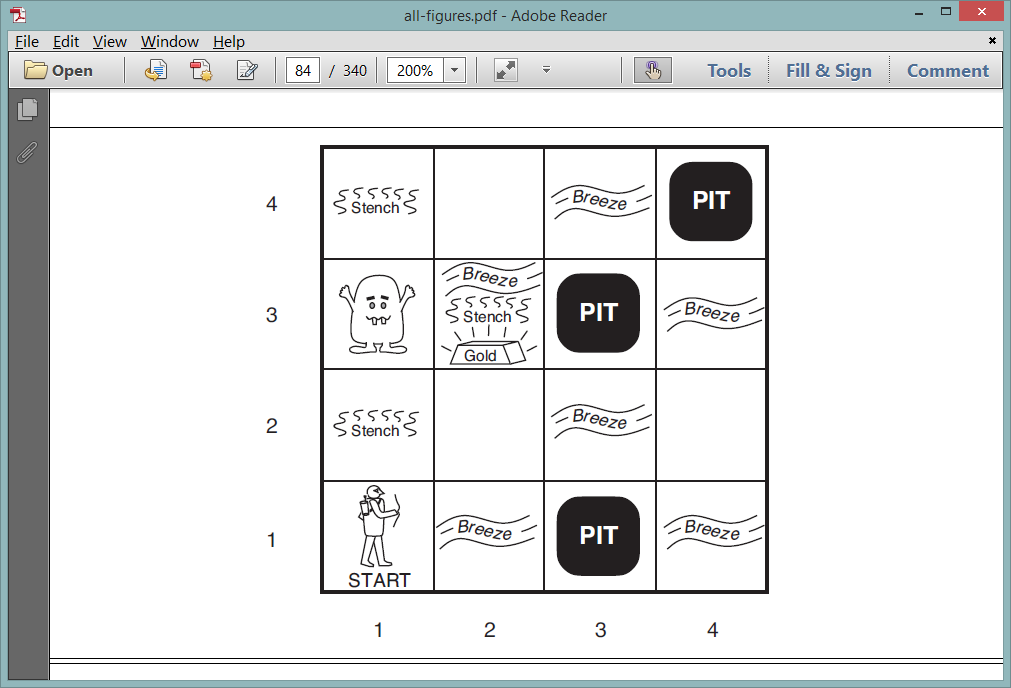 all-figures.pdf - Adobe Reader
File Edit View Window Help
Open 84 / 340 200% Tools Fill & Sign Comment
4 Stench Breeze PIT
Breeze
3 Stench PIT Breeze
Gold
2 Stench Breeze
1 Breeze PIT Breeze
START
1 2 3 4